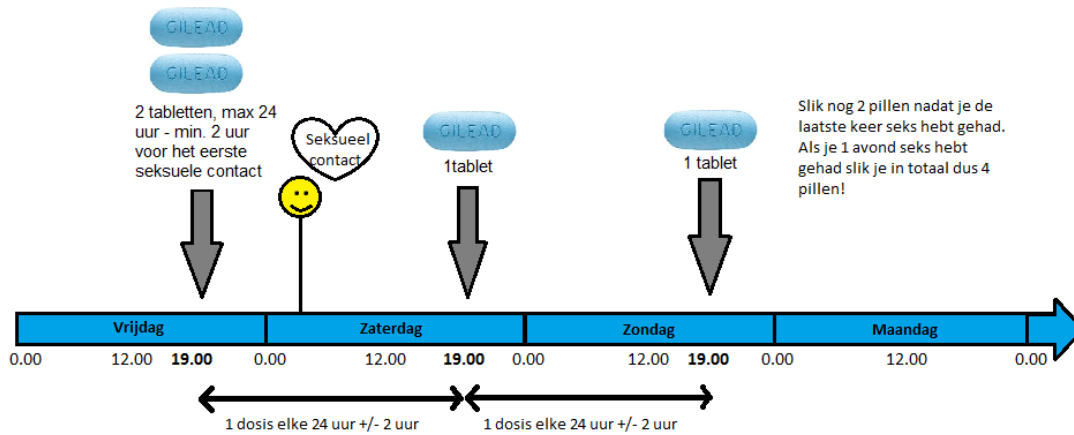 GILEAD
GILEAD
2 tabletten, max 24
uur - min. 2 uur
voor het eerste
seksuele contact
Seksueel
contact
GILEAD
1tablet
GILEAD
1 tablet
Slik nog 2 pillen nadat je de
laatste keer seks hebt gehad.
Als je 1 avond seks hebt
gehad slik je in totaal dus 4
pillen!
Vrijdag
Zaterdag
Zondag
Maandag
0.00 12.00 19.00 0.00 12.00 19.00 0.00 12.00 19.00 0.00 12.00 0.00
1 dosis elke 24 uur +/- 2 uur
1 dosis elke 24 uur +/- 2 uur